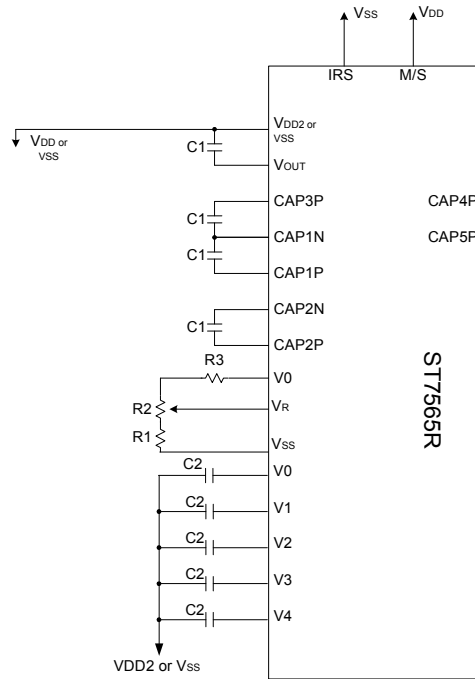 VSS
VDD
IRS
M/S
VDD or
VSS
VDD2 or
VSS
C1
VOUT
CAP3P
CAP4P
C1
CAP1N
CAP5P
C1
CAP1P
CAP2N
C1
CAP2P
R3
V0
R2
VR
R1
VSS
ST7565R
C2
V0
C2
V1
C2
V2
C2
V3
C2
V4
VDD2 or VSS